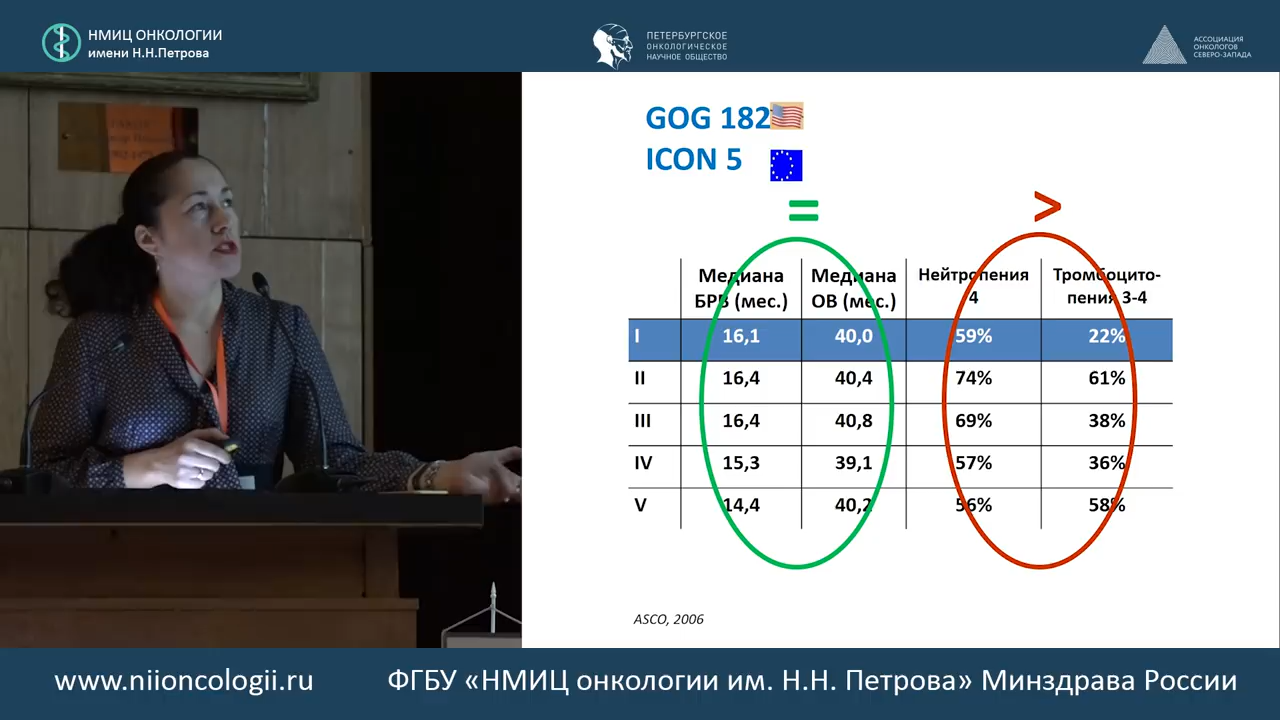 НМИЦ ОНКОЛОГИИ
имени Н.Н.Петрова
ПЕТЕРБУРГСКОЕ
ОНКОЛОГИЧЕСКОЕ
НАУЧНОЕ ОБЩЕСТВО
АССОЦИАЦИЯ
ОНКОЛОГОВ
СЕВЕРО-ЗАПАДА
GOG 182
ICON 5
= >
Медиана БРВ (мес.) Медиана ОВ (мес.) Нейтропения 4 Тромбоцито-пения 3-4
I 16,1 40,0 59% 22%
II 16,4 40,4 74% 61%
III 16,4 40,8 69% 38%
IV 15,3 39,1 57% 36%
V 14,4 40,2 56% 58%
ASCO, 2006
www.niioncologii.ru ФГБУ «НМИЦ онкологии им. Н.Н. Петрова» Минздрава России